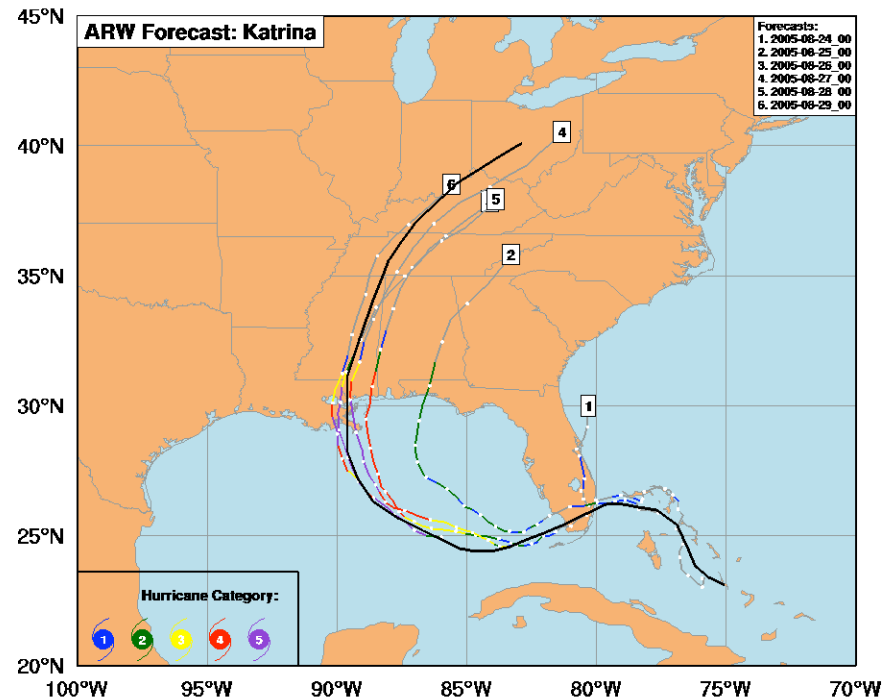 45°N
ARW Forecast: Katrina
Forecasts:
1. 2005-08-24_00
2. 2005-08-25_00
3. 2005-08-26_00
4. 2005-08-27_00
5. 2005-08-28_00
6. 2005-08-29_00
4
40°N
6
5
2
35°N
30°N
1
25°N
Hurricane Category:
1 2 3 4 5
20°N
100°W 95°W 90°W 85°W 80°W 75°W 70°W